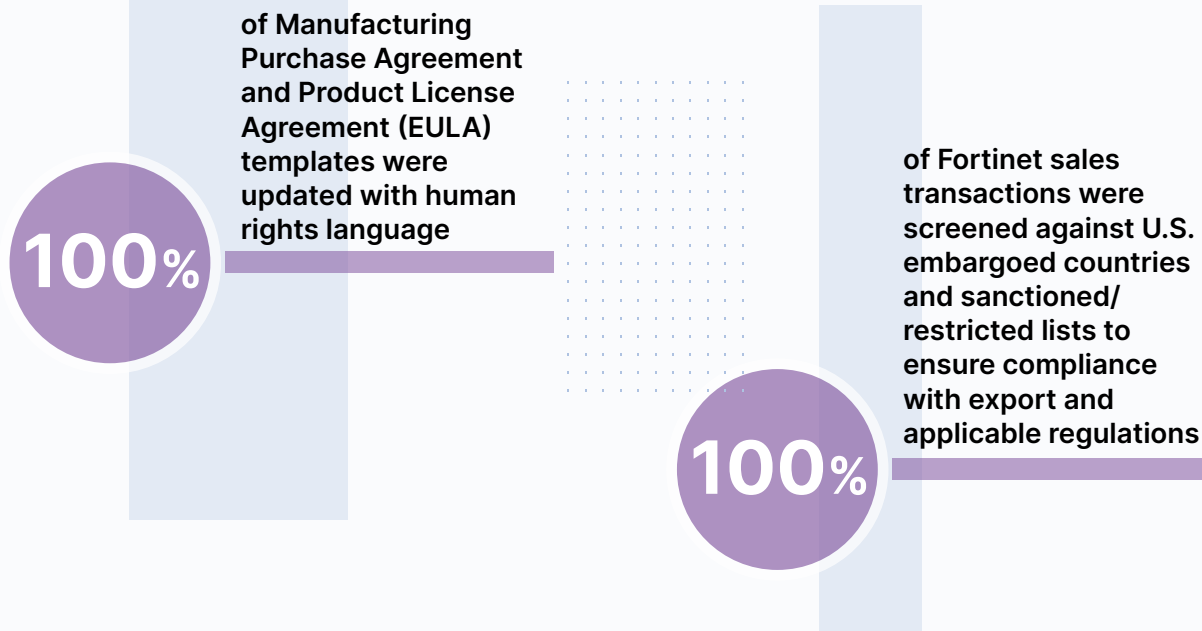 100%
of Manufacturing
Purchase Agreement
and Product License
Agreement (EULA)
templates were
updated with human
rights language
100%
of Fortinet sales
transactions were
screened against U.S.
embargoed countries
and sanctioned/
restricted lists to
ensure compliance
with export and
applicable regulations